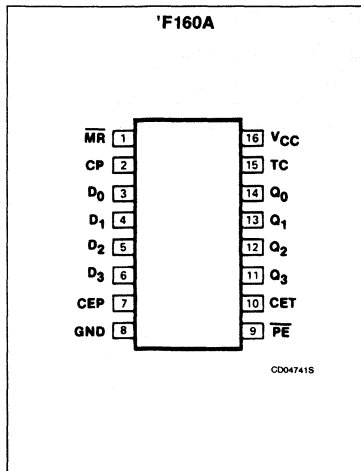 'F160A
MR 1 16 VCC
CP 2 15 TC
D0 3 14 Q0
D1 4 13 Q1
D2 5 12 Q2
D3 6 11 Q3
CEP 7 10 CET
GND 8 9 PE
CD04741S